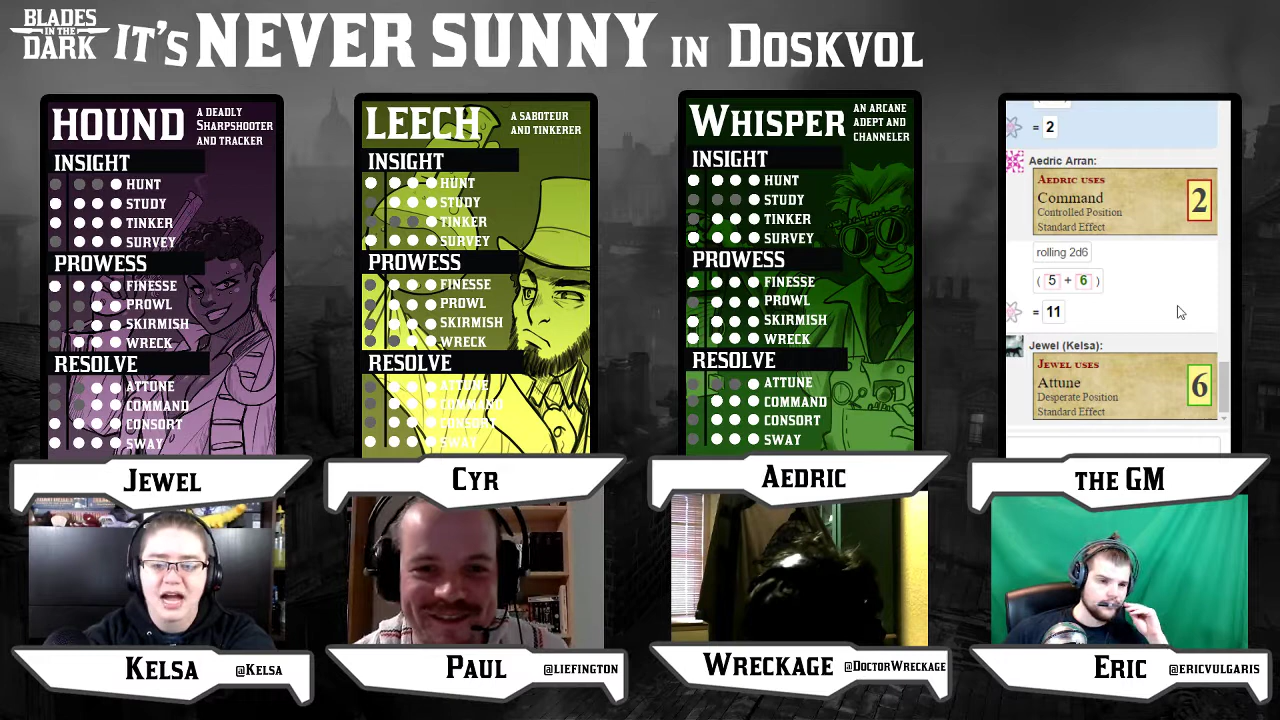 BLADES
IN THE
DARK
IT'S NEVER SUNNY IN DOSKVOL
HOUND
A DEADLY
SHARPSHOOTER
AND TRACKER
INSIGHT
HUNT
STUDY
TINKER
SURVEY
PROWESS
FINESSE
PROWL
SKIRMISH
WRECK
RESOLVE
ATTUNE
COMMAND
CONSORT
SWAY
JEWEL
KELSA @KELSA
LEECH
A SABOTEUR
AND TINKERER
INSIGHT
HUNT
STUDY
TINKER
SURVEY
PROWESS
FINESSE
PROWL
SKIRMISH
WRECK
RESOLVE
ATTUNE
COMMAND
CONSORT
SWAY
CYR
PAUL @LIEFINGTON
WHISPER
AN ARCANE
ADEPT AND
CHANNELER
INSIGHT
HUNT
STUDY
TINKER
SURVEY
PROWESS
FINESSE
PROWL
SKIRMISH
WRECK
RESOLVE
ATTUNE
COMMAND
CONSORT
SWAY
AEDRIC
WRECKAGE @DOCTORWRECKAGE
= 2
Aedric Arran:
AEDRIC USES
Command
Controlled Position
Standard Effect
2
rolling 2d6
( 5 + 6 )
= 11
Jewel (Kelsa):
JEWEL USES
Attune
Desperate Position
Standard Effect
6
THE GM
ERIC @ERICVULGARIS